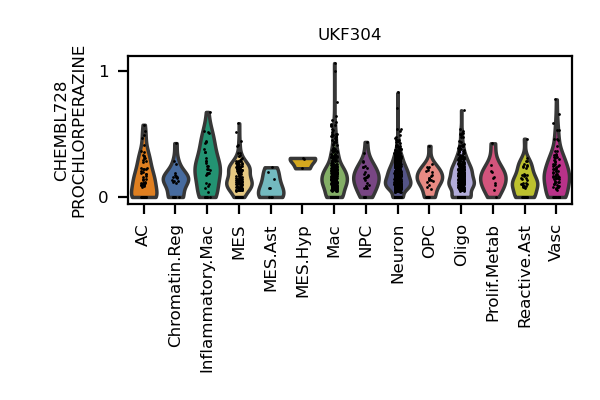 UKF304
CHEMBL728
PROCHLORPERAZINE
1
0
AC
Chromatin.Reg
Inflammatory.Mac
MES
MES.Ast
MES.Hyp
Mac
NPC
Neuron
OPC
Oligo
Prolif.Metab
Reactive.Ast
Vasc